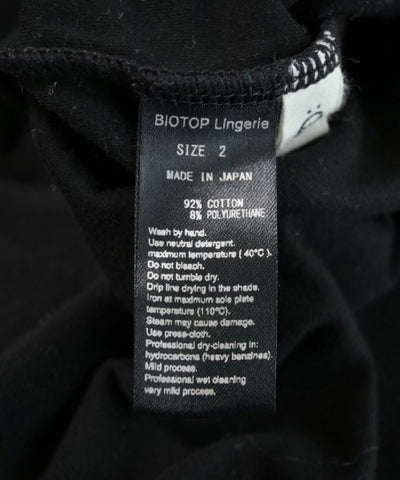 BIOTOP Lingerie
SIZE 2
MADE IN JAPAN
92% COTTON
8% POLYURETHANE
Wash by hand.
Use neutral detergent.
maximum temperature ( 40°C ).
Do not bleach.
Do not tumble dry.
Drip line drying in the shade.
Iron at maximum sole plate
temperature (110°C).
Steam may cause damage.
Use press-cloth.
Professional dry-cleaning in:
hydrocarbons (heavy benzines).
Mild process.
Professional wet cleaning
very mild process.